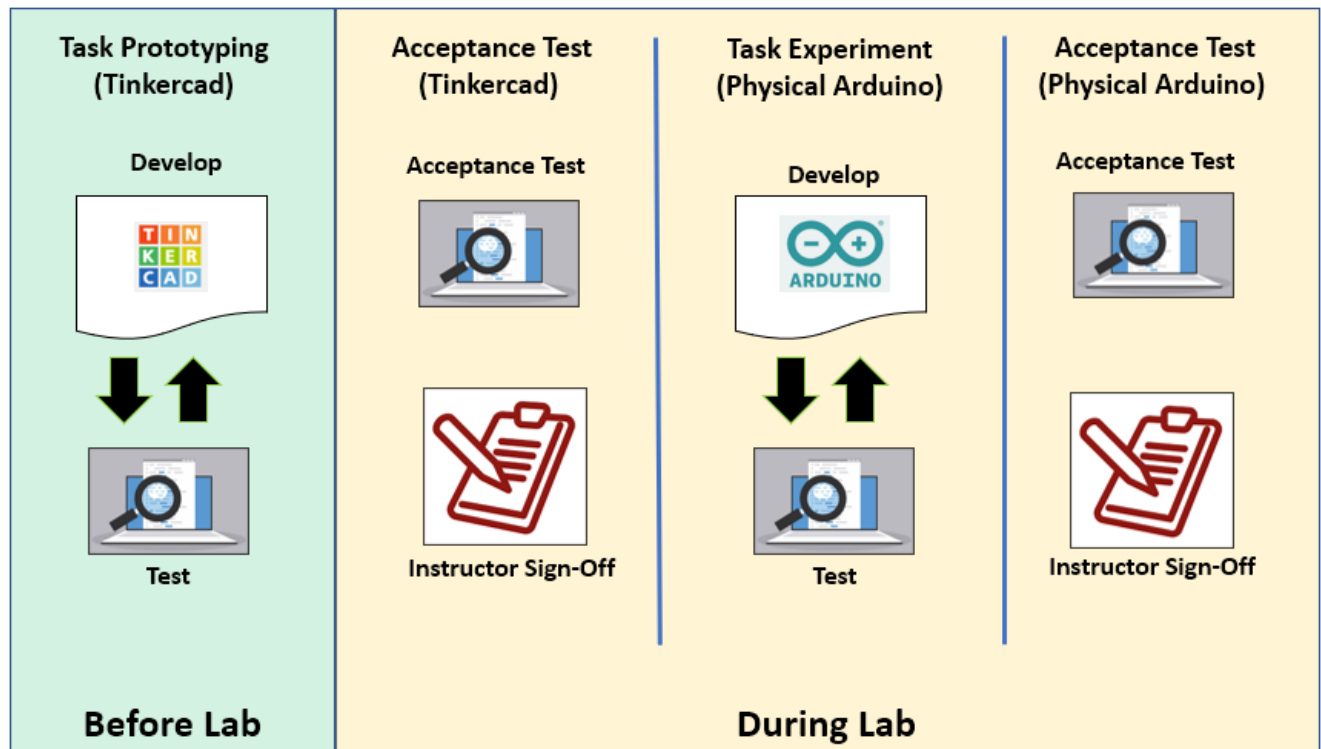 Task Prototyping
(Tinkercad)
Develop
TIN
KER
CAD
Test
Before Lab
Acceptance Test
(Tinkercad)
Acceptance Test
Instructor Sign-Off
Task Experiment
(Physical Arduino)
Develop
ARDUINO
Test
Acceptance Test
(Physical Arduino)
Acceptance Test
Instructor Sign-Off
During Lab